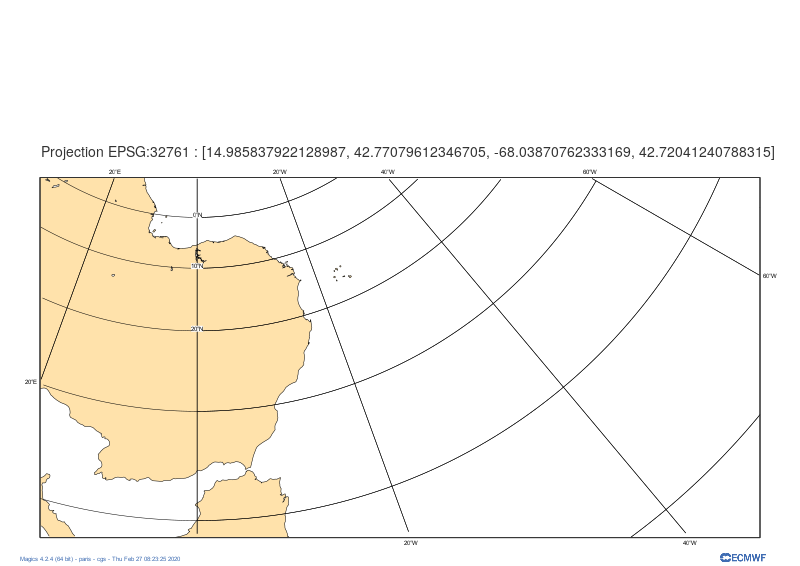 Projection EPSG:32761 : [14.985837922128987, 42.77079612346705, -68.03870762333169, 42.72041240788315]
20°E 20°W 40°W 60°W
0°N
10°N
60°W
20°N
20°E
20°W 40°W
Magics 4.2.4 (64 bit) - paris - cgs - Thu Feb 27 08:23:25 2020
ECMWF